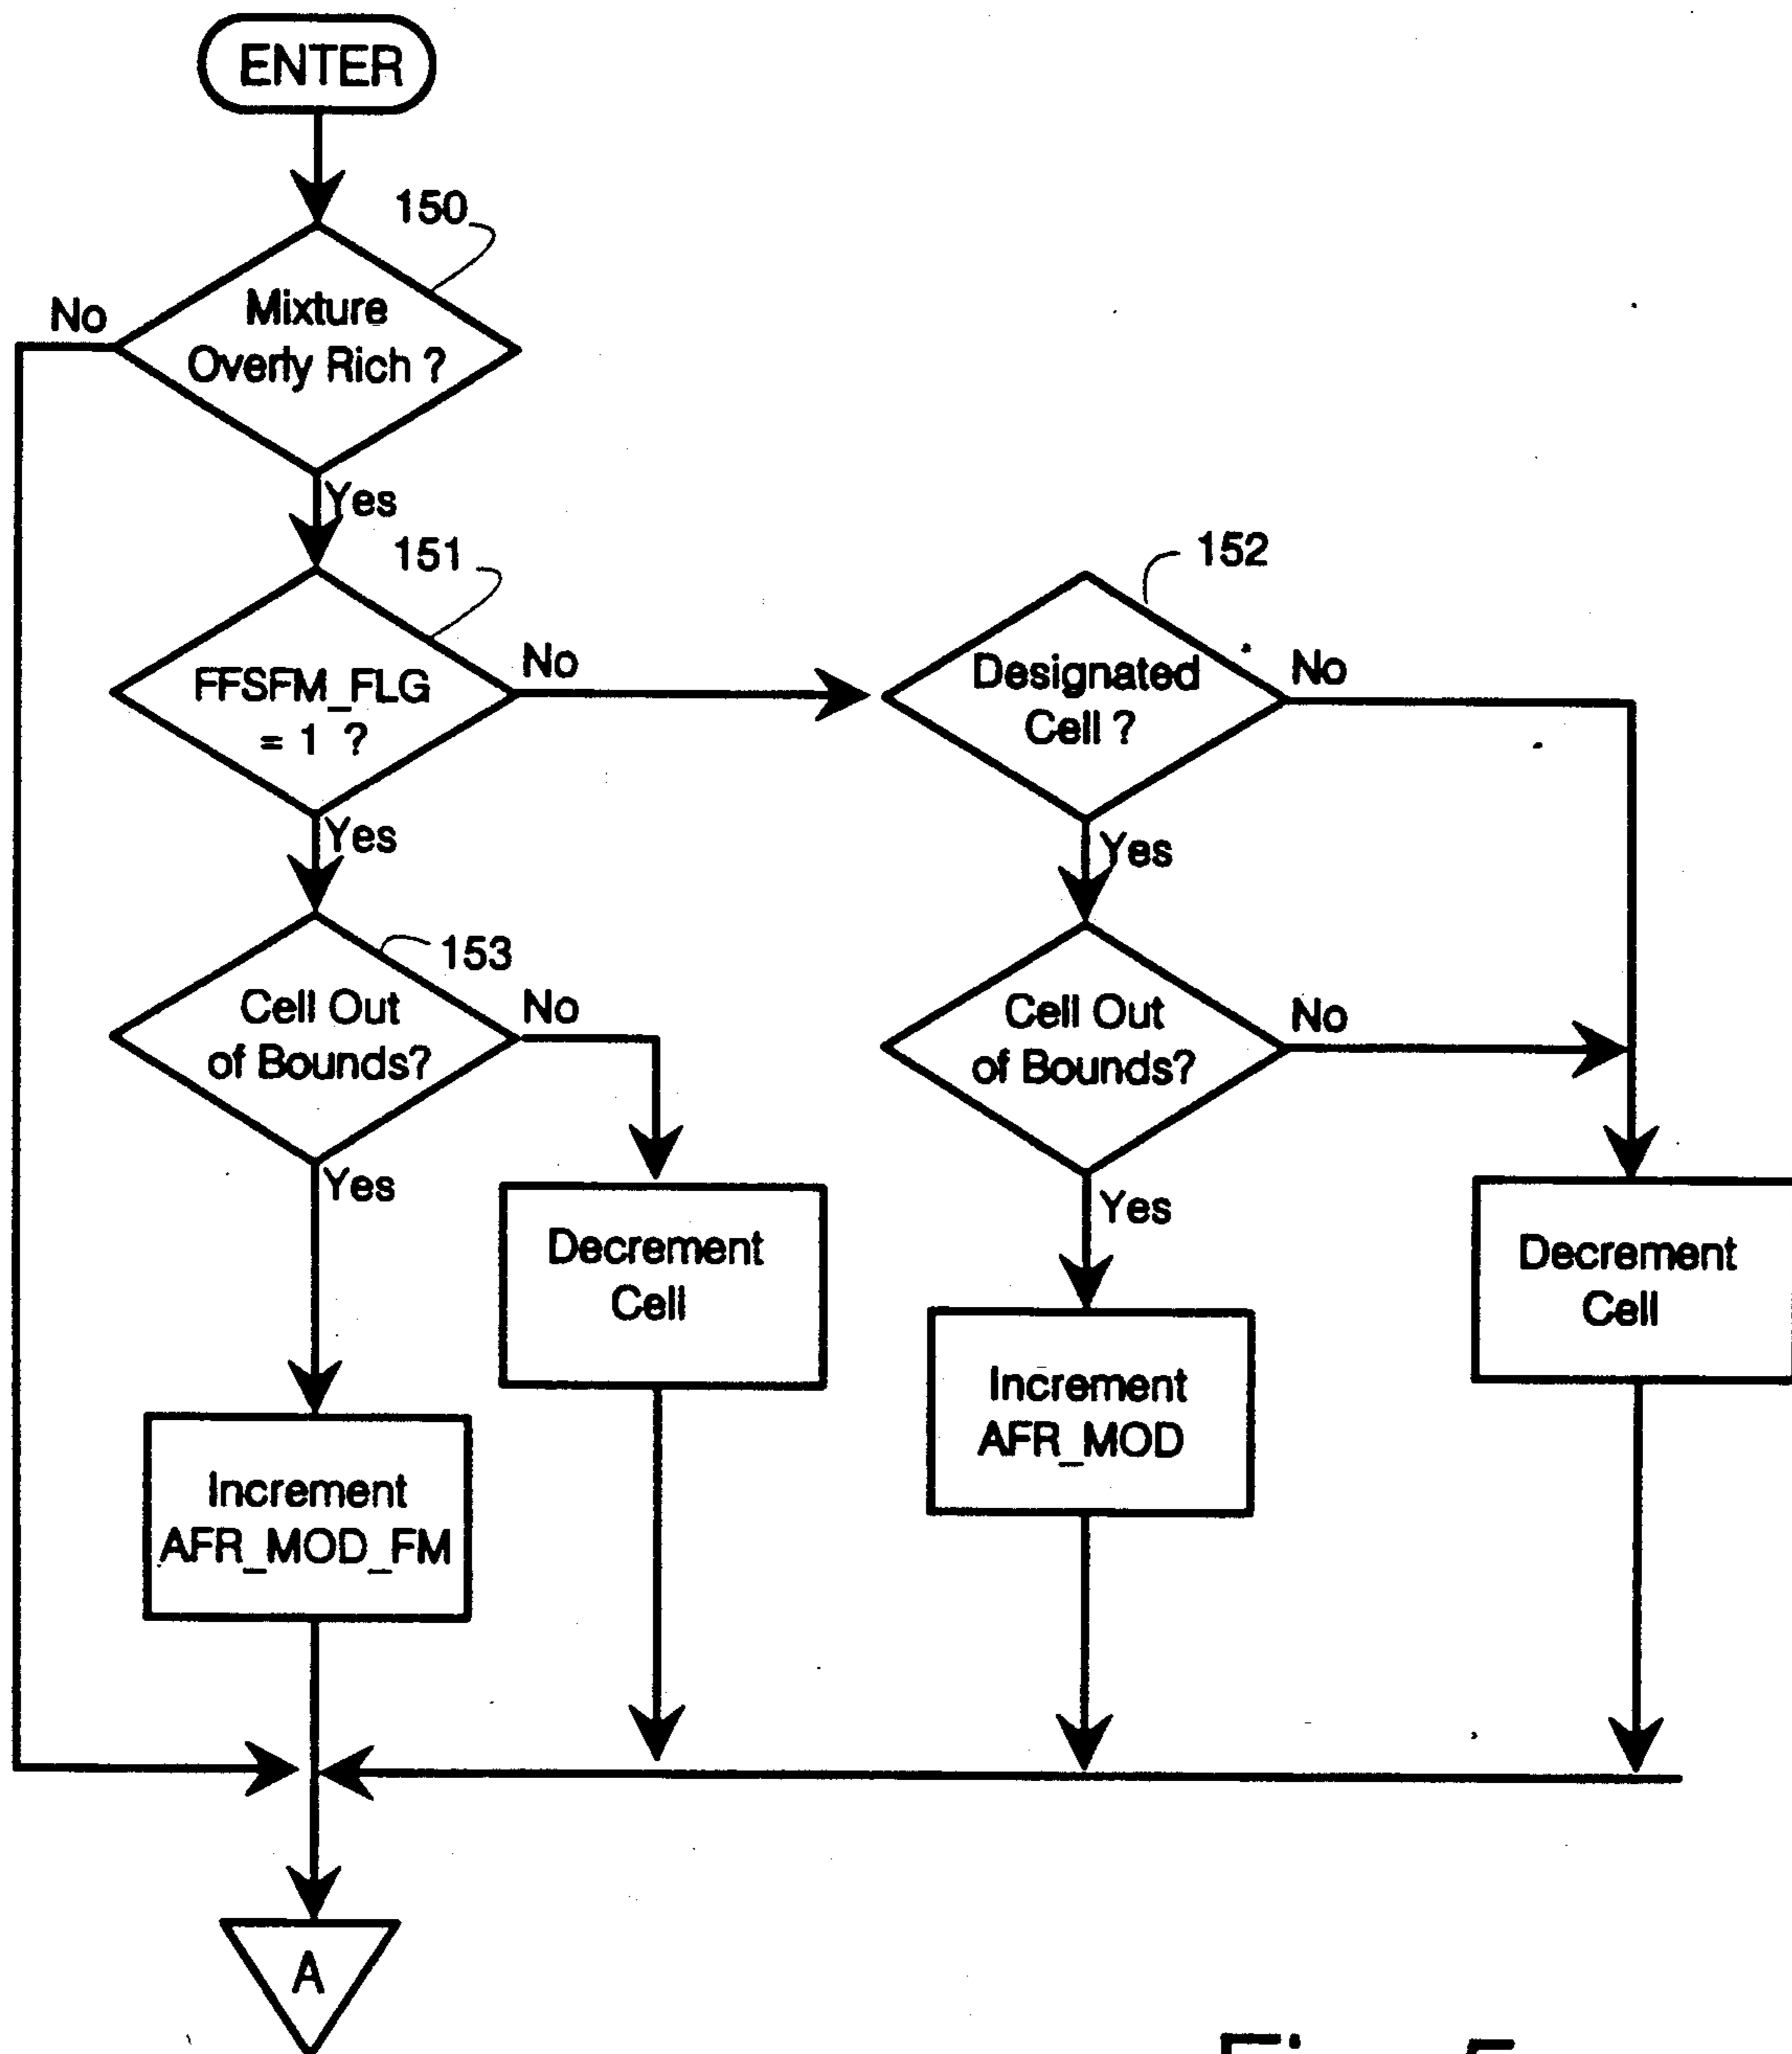 ENTER
150
No
Mixture
Overly Rich ?
Yes
151
152
FFSFM_FLG
= 1 ?
No
Designated
Cell ?
No
Yes
Yes
153
Cell Out
of Bounds?
No
Cell Out
of Bounds?
No
Yes
Yes
Decrement
Cell
Decrement
Cell
Increment
AFR_MOD
Increment
AFR_MOD_FM
A